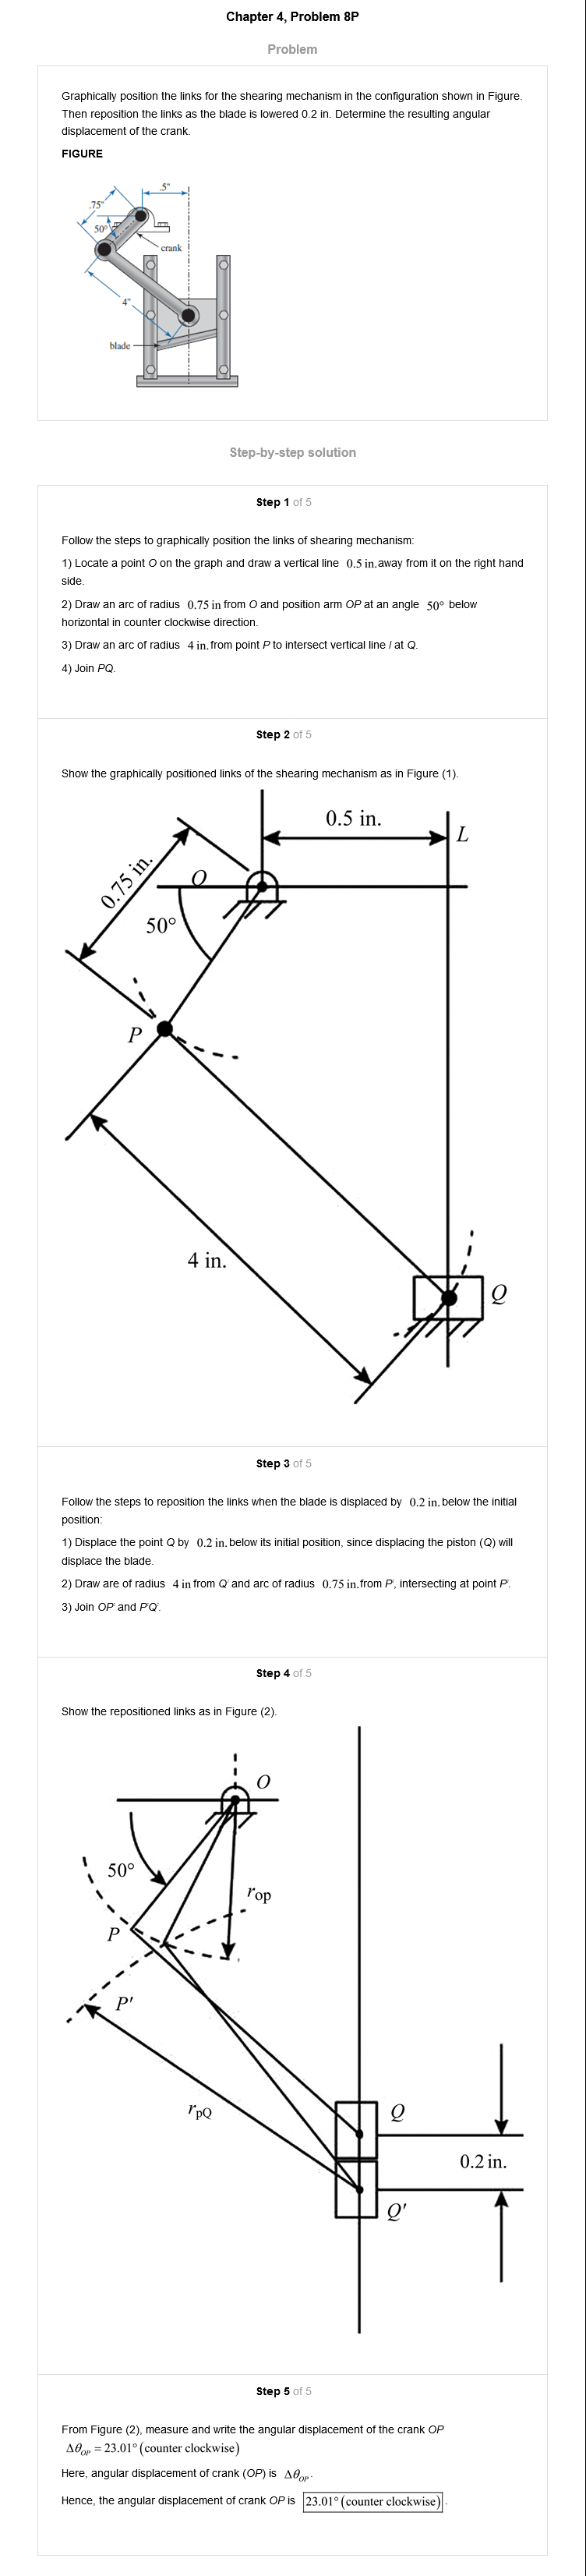 Chapter 4, Problem 8P
Problem
Graphically position the links for the shearing mechanism in the configuration shown in Figure.
Then reposition the links as the blade is lowered 0.2 in. Determine the resulting angular
displacement of the crank.
FIGURE
.5"
.75"
50°
crank
4"
blade
Step-by-step solution
Step 1 of 5
Follow the steps to graphically position the links of shearing mechanism:
1) Locate a point O on the graph and draw a vertical line 0.5 in. away from it on the right hand
side.
2) Draw an arc of radius 0.75 in from O and position arm OP at an angle 50° below
horizontal in counter clockwise direction.
3) Draw an arc of radius 4 in. from point P to intersect vertical line l at Q.
4) Join PQ.
Step 2 of 5
Show the graphically positioned links of the shearing mechanism as in Figure (1).
0.5 in.
L
0.75 in.
O
50°
P
4 in.
Q
Step 3 of 5
Follow the steps to reposition the links when the blade is displaced by 0.2 in. below the initial
position:
1) Displace the point Q by 0.2 in. below its initial position, since displacing the piston (Q) will
displace the blade.
2) Draw are of radius 4 in from Q' and arc of radius 0.75 in. from P', intersecting at point P'.
3) Join OP' and P'Q'.
Step 4 of 5
Show the repositioned links as in Figure (2).
O
50°
rop
P
P'
rpQ
Q
0.2 in.
Q'
Step 5 of 5
From Figure (2), measure and write the angular displacement of the crank OP
Δθ_OP = 23.01° (counter clockwise)
Here, angular displacement of crank (OP) is Δθ_OP.
Hence, the angular displacement of crank OP is 23.01° (counter clockwise).